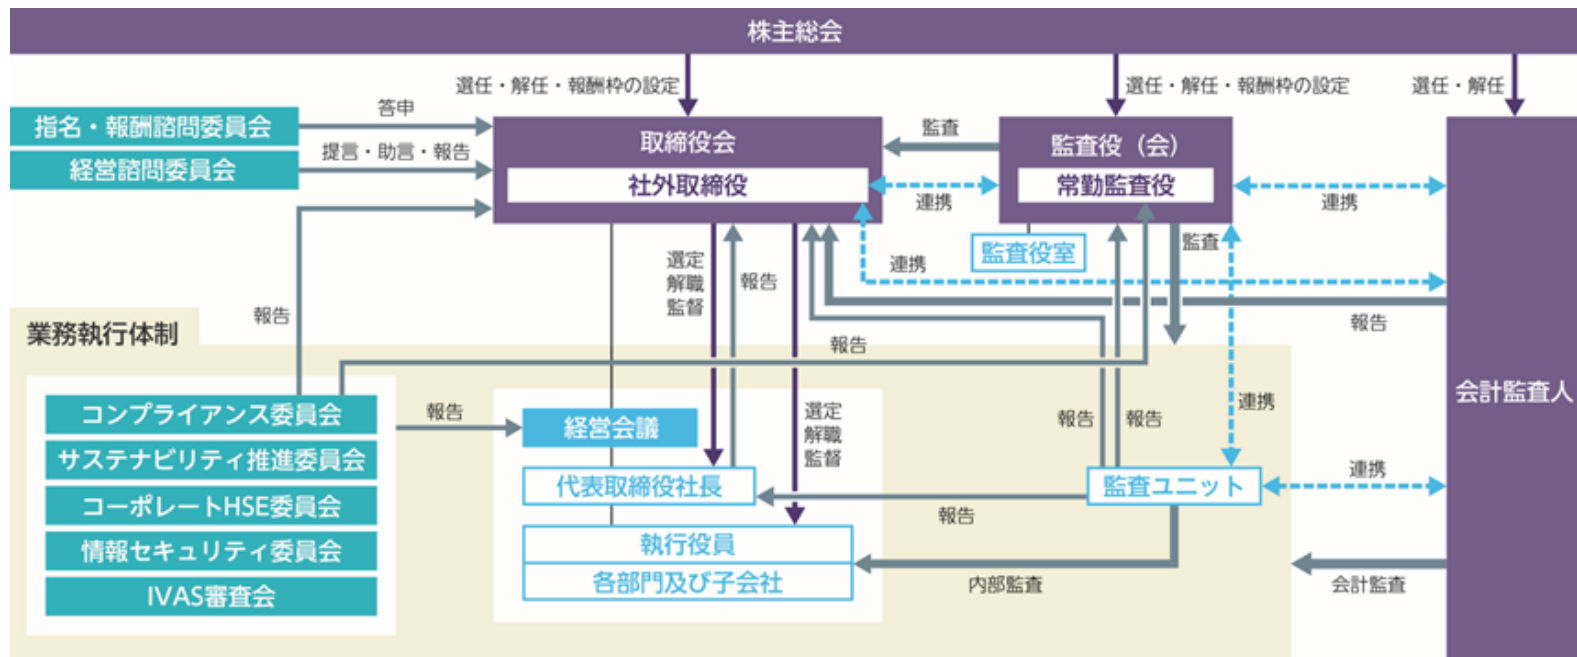 株主総会
選任・解任・報酬枠の設定
選任・解任・報酬枠の設定
選任・解任
指名・報酬諮問委員会
答申
経営諮問委員会
提言・助言・報告
取締役会
社外取締役
監査
監査役（会）
常勤監査役
連携
連携
監査役室
監査
連携
選定
解職
監督
報告
報告
報告
業務執行体制
報告
会計監査人
コンプライアンス委員会
サステナビリティ推進委員会
コーポレートHSE委員会
情報セキュリティ委員会
IVAS審査会
報告
経営会議
選定
解職
監督
報告
報告
連携
代表取締役社長
監査ユニット
連携
報告
執行役員
各部門及び子会社
内部監査
会計監査